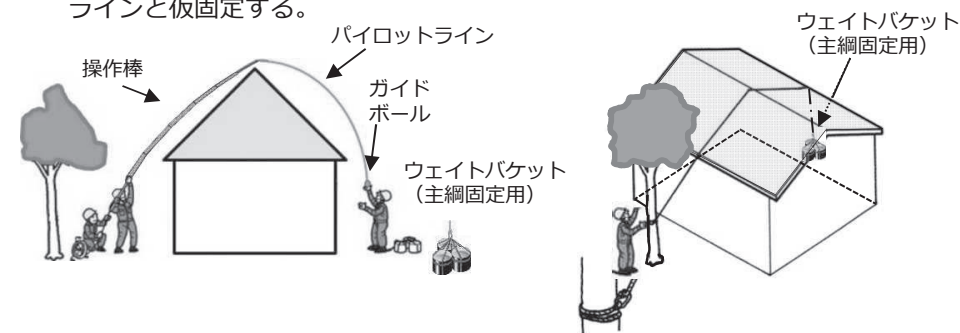 ラインと仮固定する。
パイロットライン
操作棒
ガイド
ボール
ウェイトバケット
（主綱固定用）
ウェイトバケット
（主綱固定用）